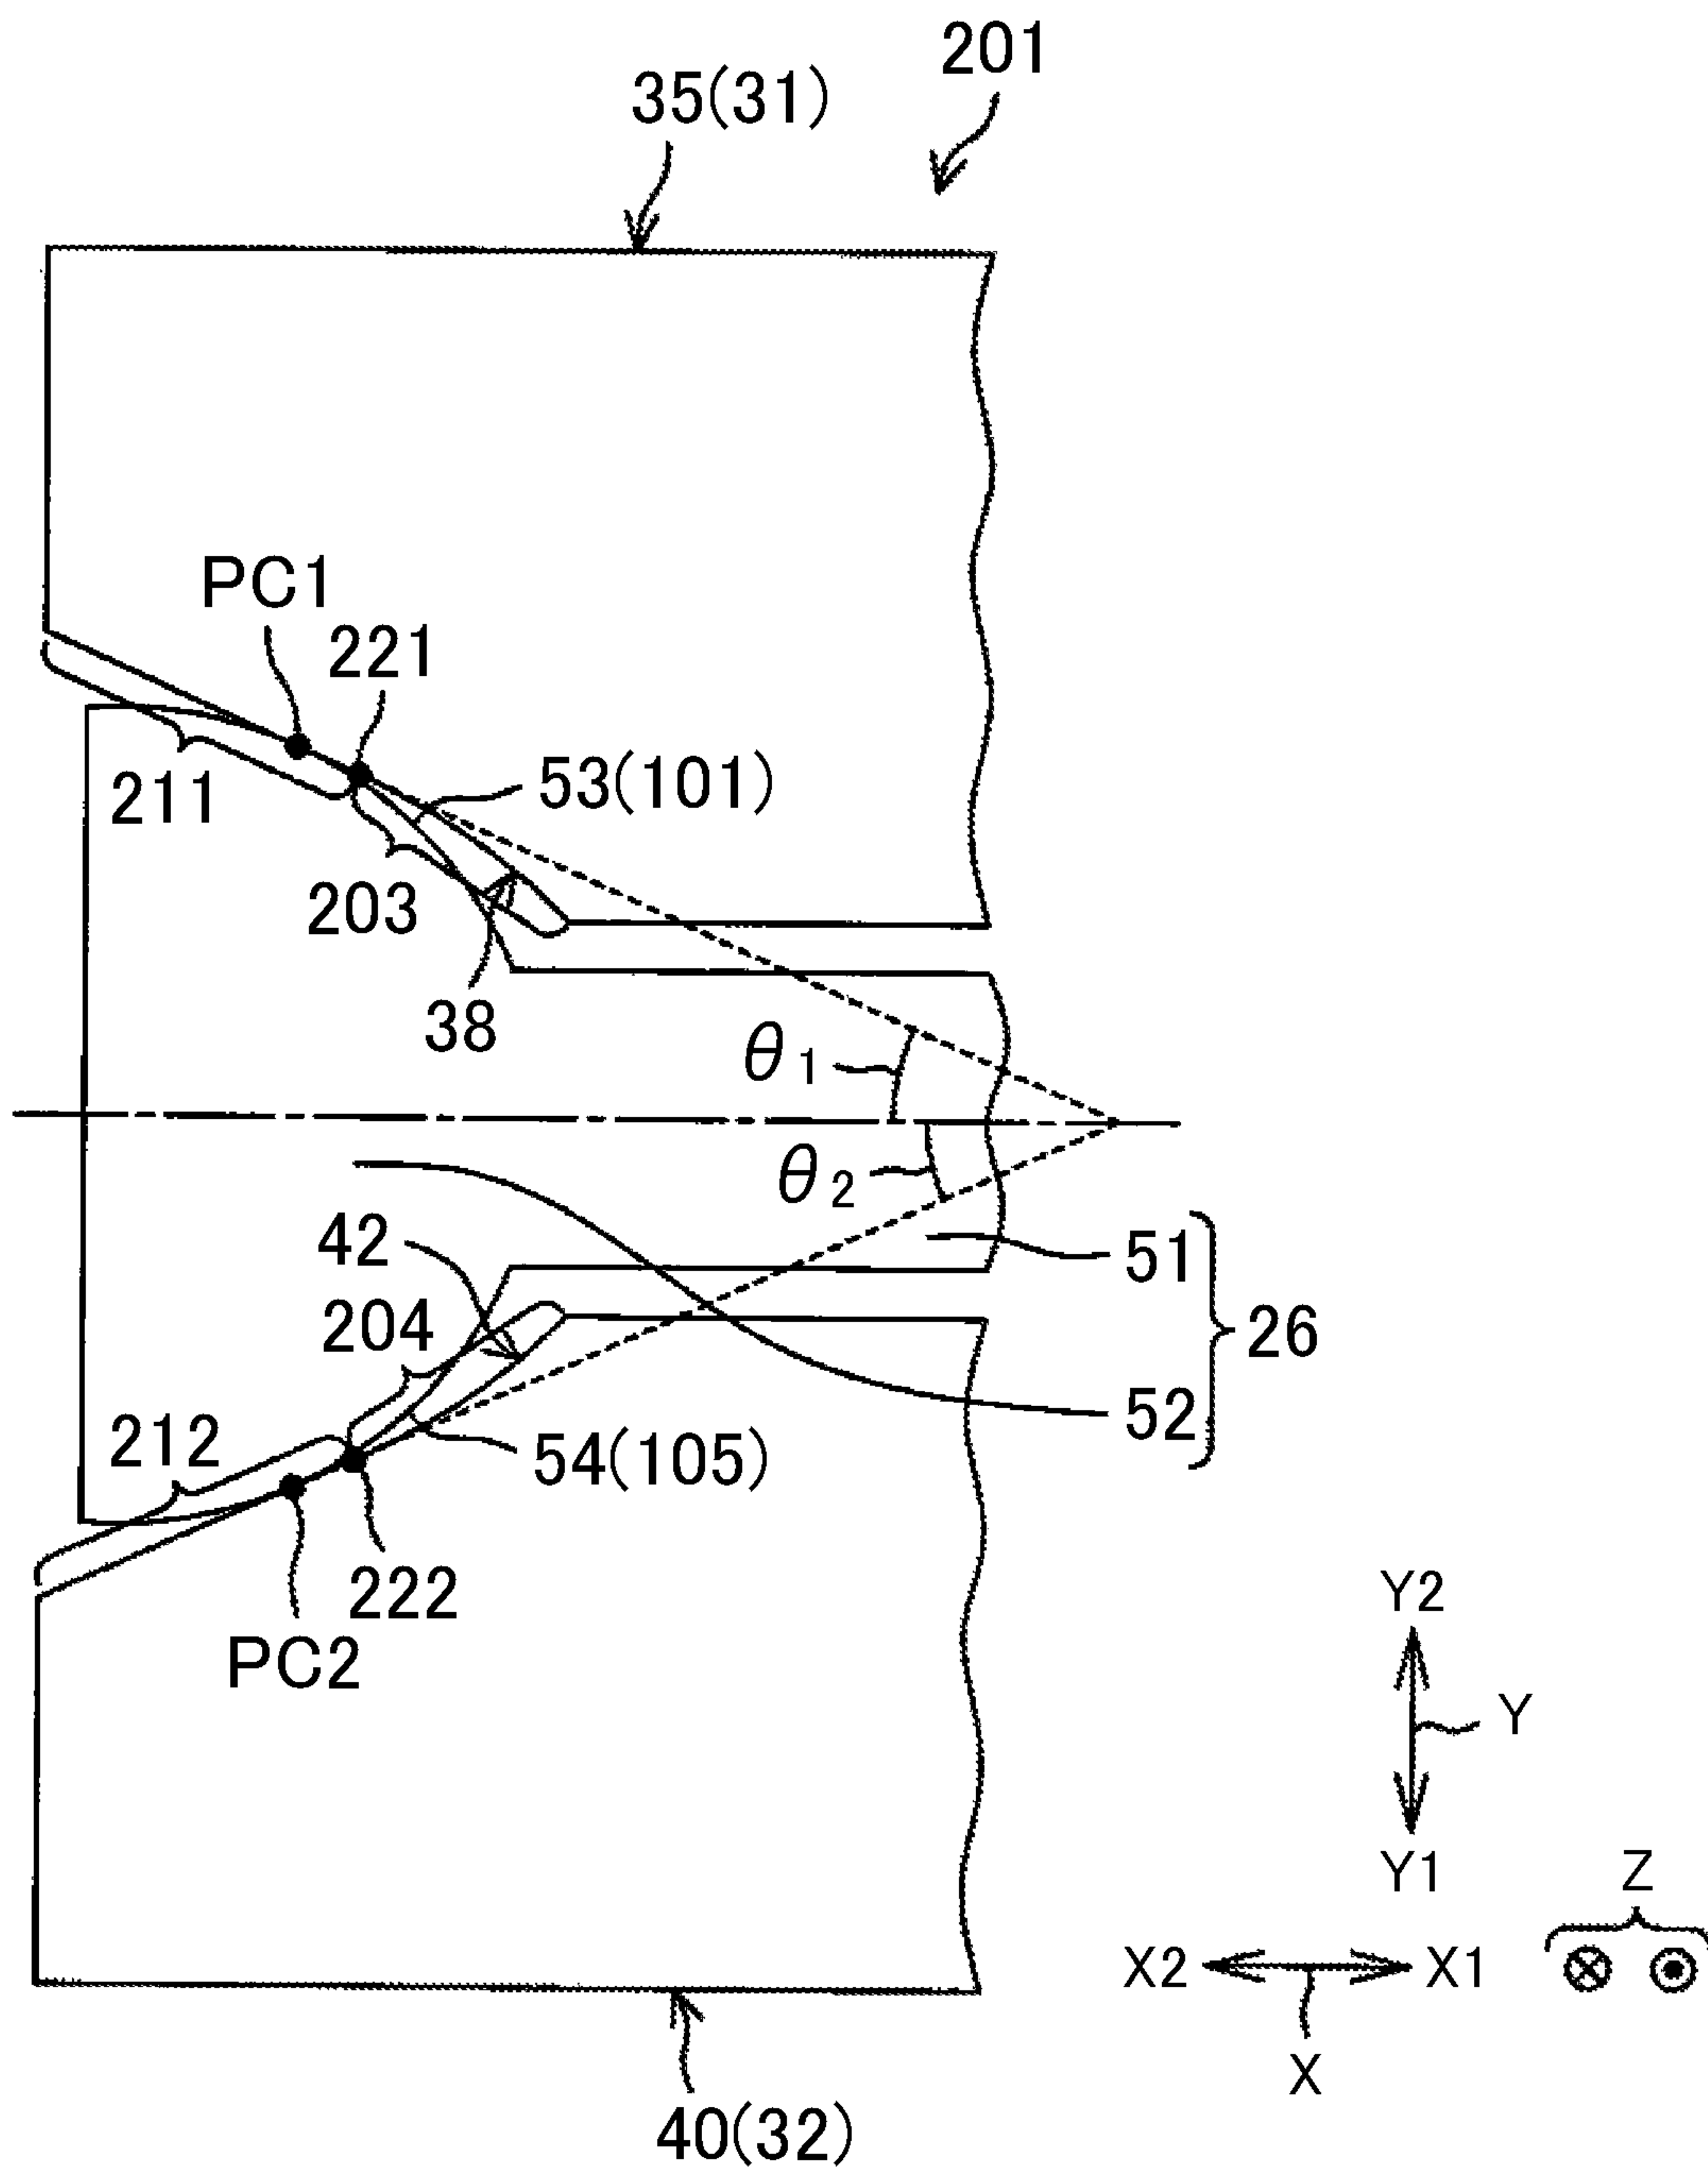 201
35(31)
PC1
221
53(101)
211
203
38
θ1
θ2
42
51
204
26
52
212
54(105)
222
PC2
Y2
Y
Y1
Z
X2
X1
X
40(32)